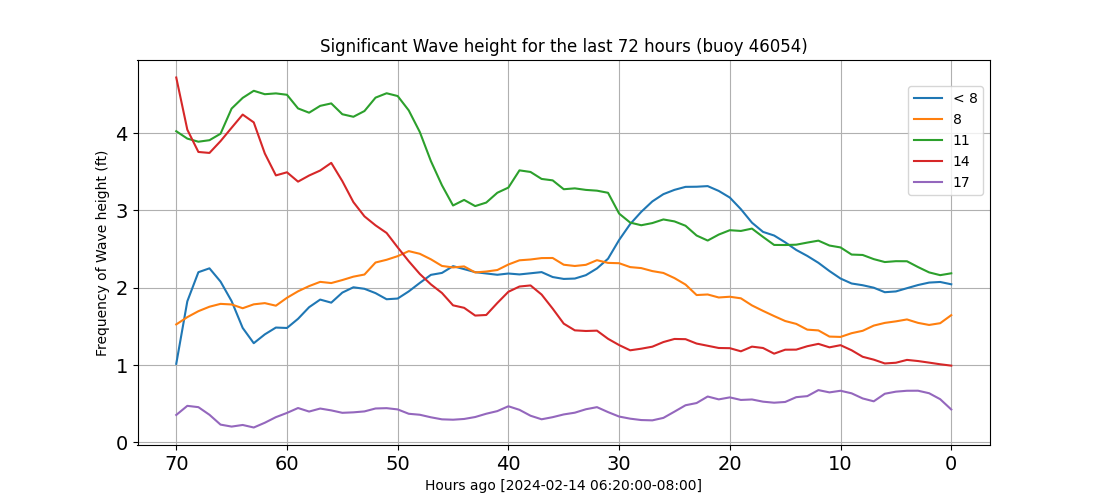 Significant Wave height for the last 72 hours (buoy 46054)
Frequency of Wave height (ft)
4
3
2
1
0
< 8
8
11
14
17
70 60 50 40 30 20 10 0
Hours ago [2024-02-14 06:20:00-08:00]